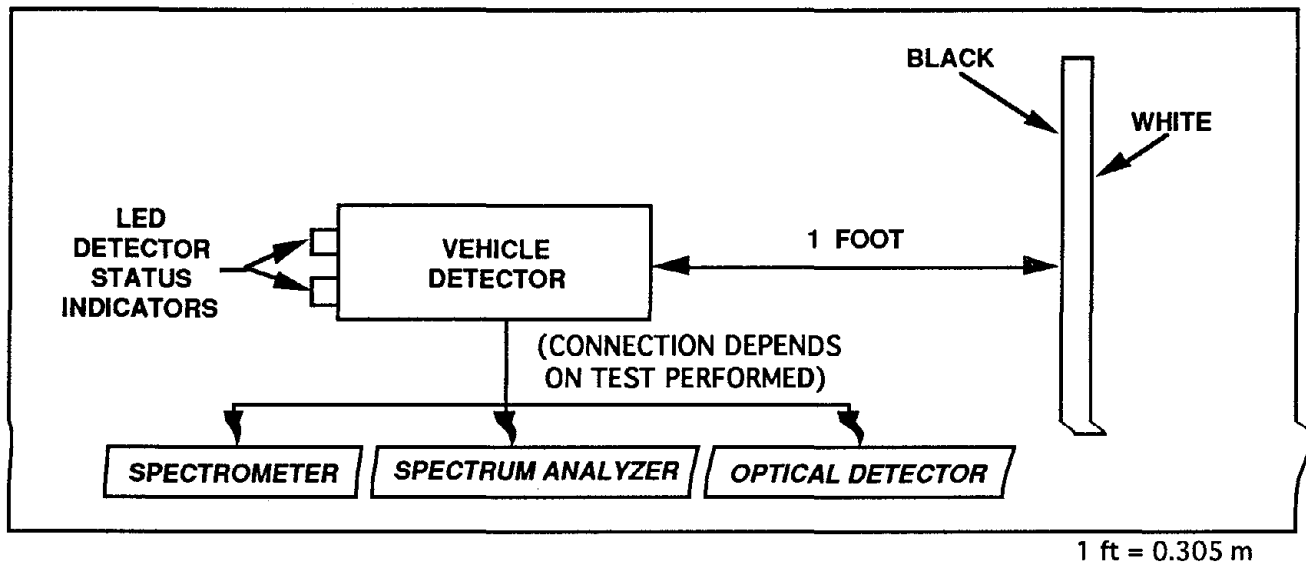 BLACK
WHITE
LED
DETECTOR
STATUS
INDICATORS
VEHICLE
DETECTOR
1 FOOT
(CONNECTION DEPENDS
ON TEST PERFORMED)
SPECTROMETER
SPECTRUM ANALYZER
OPTICAL DETECTOR
1 ft = 0.305 m